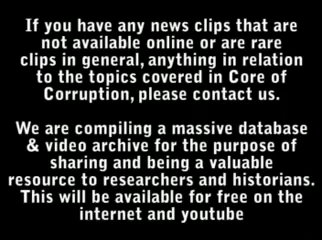 If you have any news clips that are
not available online or are rare
clips in general, anything in relation
to the topics covered in Core of
Corruption, please contact us.
We are compiling a massive database
& video archive for the purpose of
sharing and being a valuable
resource to researchers and historians.
This will be available for free on the
internet and youtube